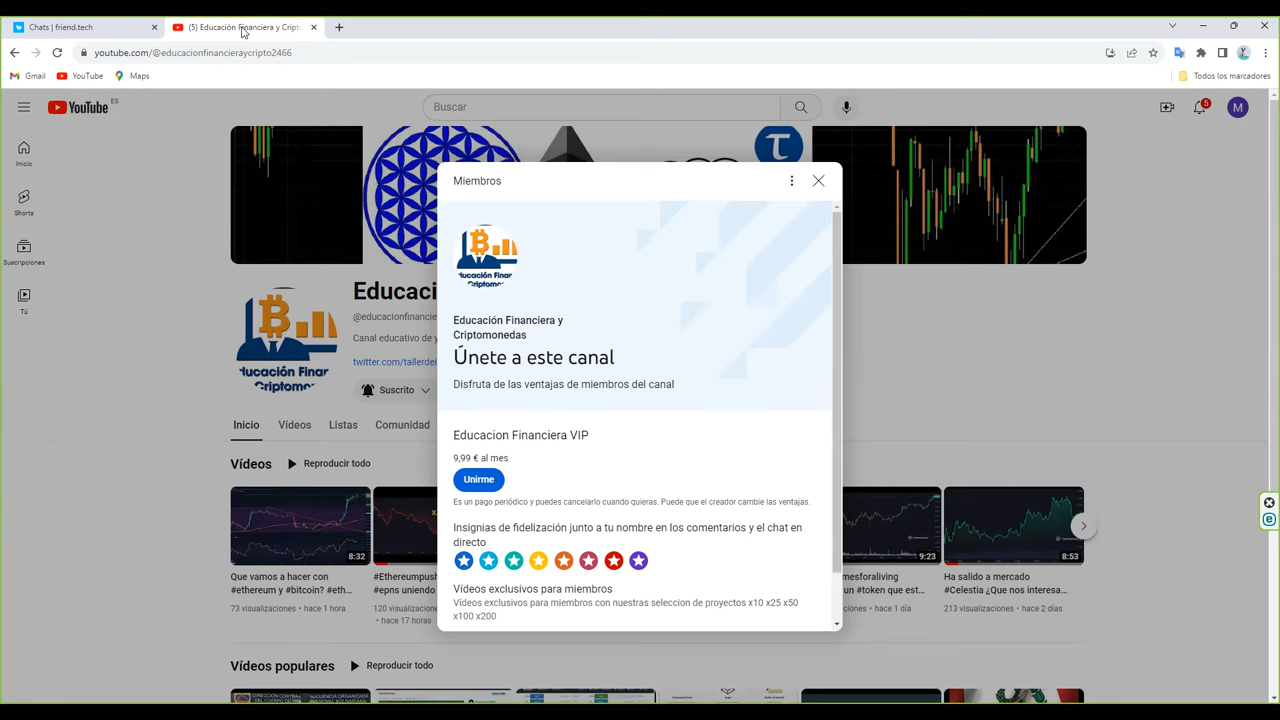 Chats | friend.tech
(5) Educación Financiera y Cripto
youtube.com/@educacionfinancieraycripto2466
Gmail
YouTube
Maps
Todos los marcadores
YouTube ES
Buscar
5
M
Inicio
Shorts
Suscripciones
Tú
Miembros
ducación Finar
Criptomo
Educación Financiera y
Criptomonedas
Únete a este canal
Disfruta de las ventajas de miembros del canal
Educacion Financiera VIP
9,99 € al mes
Unirme
Es un pago periódico y puedes cancelarlo cuando quieras. Puede que el creador cambie las ventajas.
Insignias de fidelización junto a tu nombre en los comentarios y el chat en
directo
Vídeos exclusivos para miembros
Vídeos exclusivos para miembros con nuestras seleccion de proyectos x10 x25 x50
x100 x200
Educaci
@educacionfinancie
Canal educativo de y
twitter.com/tallerdei
Suscrito
Inicio
Vídeos
Listas
Comunidad
Vídeos
Reproducir todo
8:32
9:23
8:53
Que vamos a hacer con
#ethereum y #bitcoin? #eth...
73 visualizaciones • hace 1 hora
#Ethereumpush
#epns uniendo
120 visualizacione
• hace 17 horas
mesforaliving
un #token que est...
• hace 1 día
Ha salido a mercado
#Celestia ¿Que nos interesa...
213 visualizaciones • hace 2 días
Vídeos populares
Reproducir todo